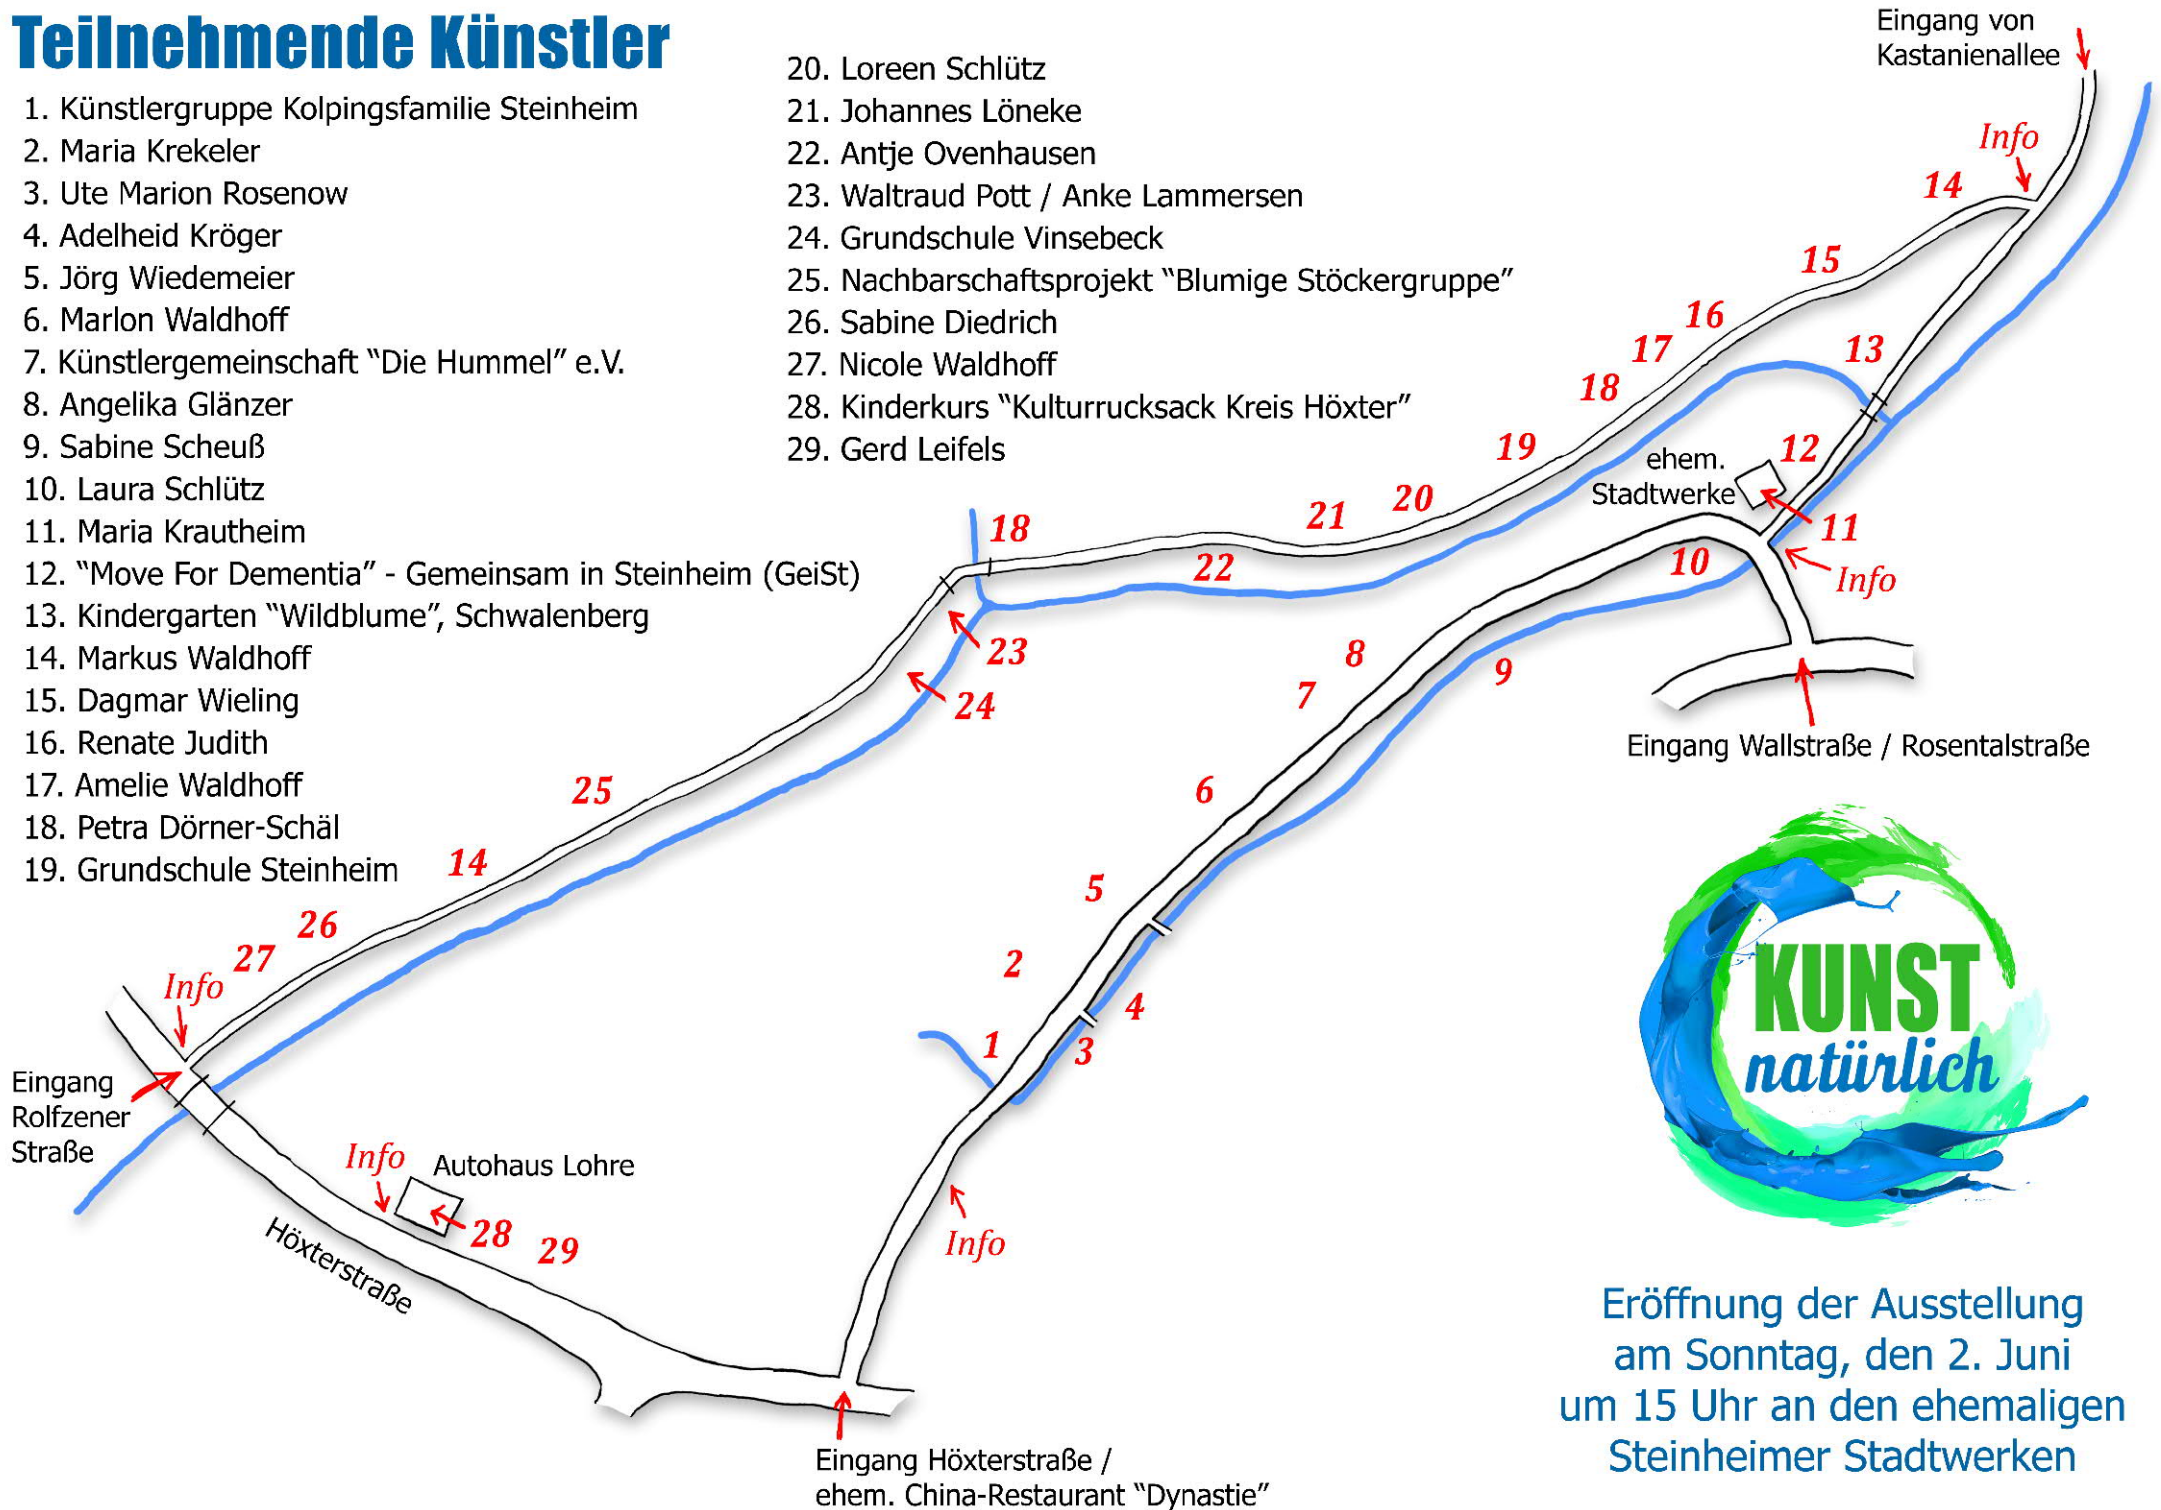 Teilnehmende Künstler
1. Künstlergruppe Kolpingsfamilie Steinheim
2. Maria Krekeler
3. Ute Marion Rosenow
4. Adelheid Kröger
5. Jörg Wiedemeier
6. Marlon Waldhoff
7. Künstlergemeinschaft “Die Hummel” e.V.
8. Angelika Glänzer
9. Sabine Scheuß
10. Laura Schlütz
11. Maria Krautheim
12. “Move For Dementia” - Gemeinsam in Steinheim (GeiSt)
13. Kindergarten “Wildblume”, Schwalenberg
14. Markus Waldhoff
15. Dagmar Wieling
16. Renate Judith
17. Amelie Waldhoff
18. Petra Dörner-Schäl
19. Grundschule Steinheim
20. Loreen Schlütz
21. Johannes Löneke
22. Antje Ovenhausen
23. Waltraud Pott / Anke Lammersen
24. Grundschule Vinsebeck
25. Nachbarschaftsprojekt “Blumige Stöckergruppe”
26. Sabine Diedrich
27. Nicole Waldhoff
28. Kinderkurs “Kulturrucksack Kreis Höxter”
29. Gerd Leifels
Eingang von
Kastanienallee
Info
14
15
16
17
18
13
19
12
ehem.
Stadtwerke
20
21
18
11
22
10
Info
23
8
9
24
7
Eingang Wallstraße / Rosentalstraße
25
6
14
5
26
27
2
Info
4
1
3
Eingang
Rolfzener
Straße
Info
Autohaus Lohre
28
29
Höxterstraße
Info
Eingang Höxterstraße /
ehem. China-Restaurant “Dynastie”
KUNST
natürlich
Eröffnung der Ausstellung
am Sonntag, den 2. Juni
um 15 Uhr an den ehemaligen
Steinheimer Stadtwerken